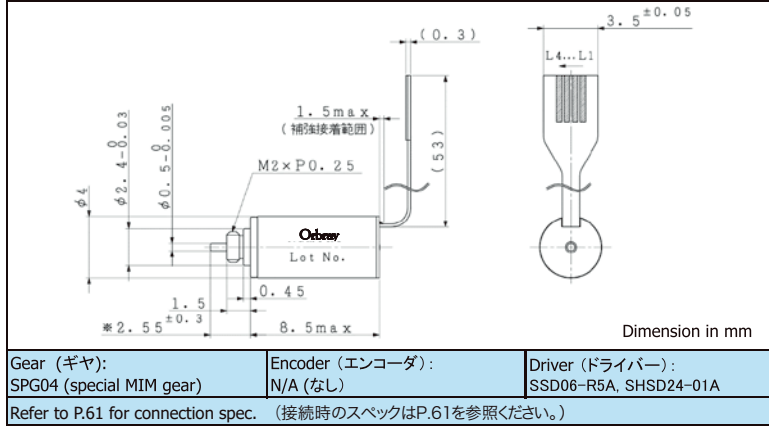 (0.3)
3.5±0.05
L4...L1
1.5max
(補強接着範囲)
(53)
M2×P0.25
φ4
φ2.4-0.03 0
φ0.5-0.005 0
Orbray
Lot No.
0.45
1.5
※2.55±0.3
8.5max
Dimension in mm
Gear (ギヤ):
SPG04 (special MIM gear)
Encoder (エンコーダ):
N/A (なし)
Driver (ドライバー):
SSD06-R5A, SHSD24-01A
Refer to P.61 for connection spec. (接続時のスペックはP.61を参照ください。)